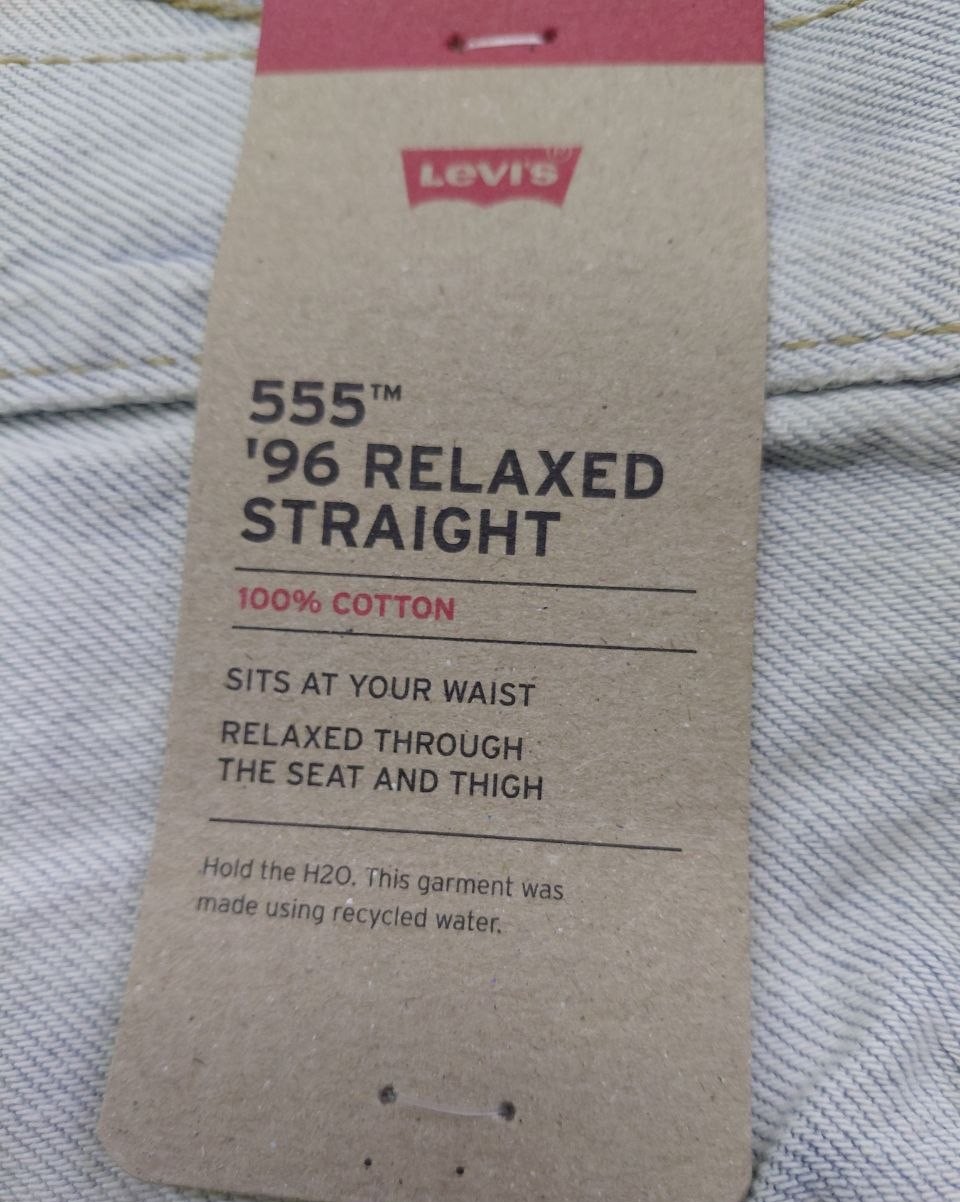 Levi's
555™
'96 RELAXED
STRAIGHT
100% COTTON
SITS AT YOUR WAIST
RELAXED THROUGH
THE SEAT AND THIGH
Hold the H2O. This garment was
made using recycled water.